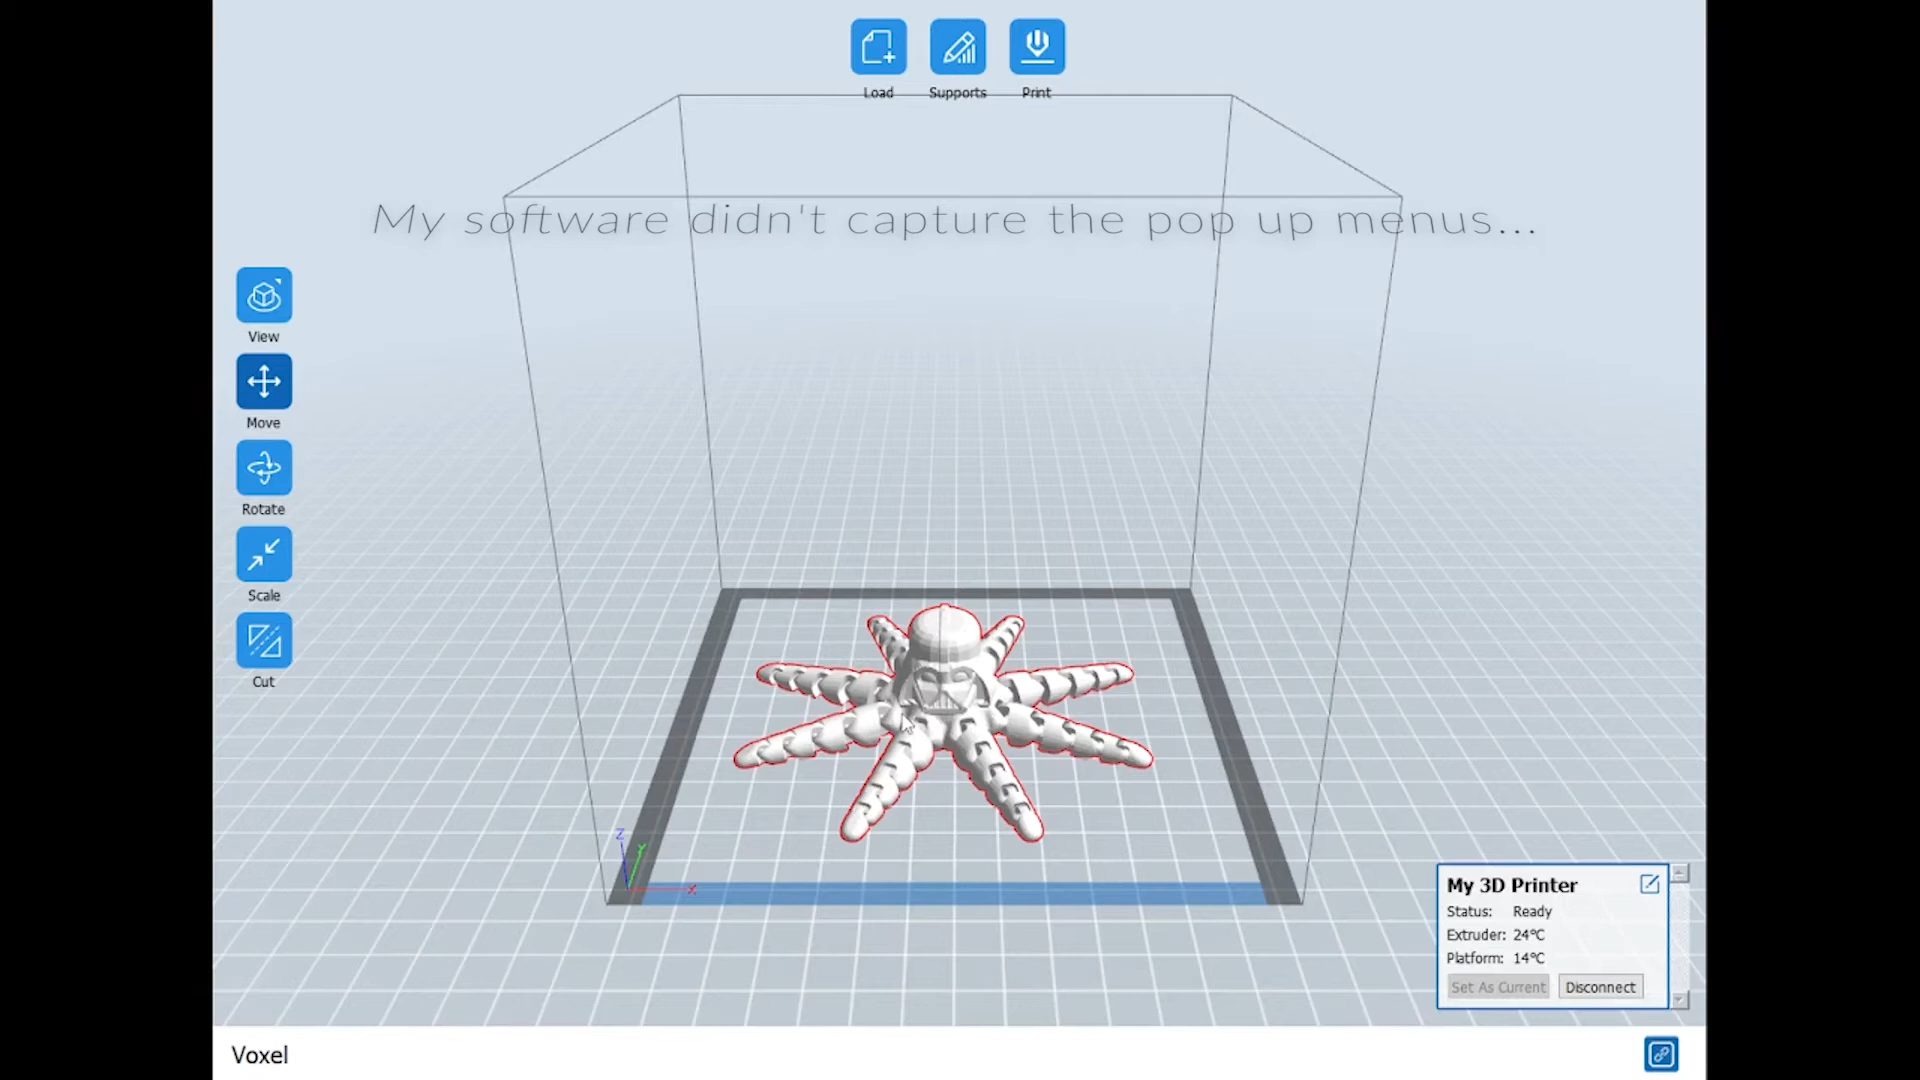 Load Supports Print
My software didn't capture the pop up menus...
View
Move
Rotate
Scale
Cut
Z
Y
X
My 3D Printer
Status: Ready
Extruder: 24°C
Platform: 14°C
Set As Current Disconnect
Voxel